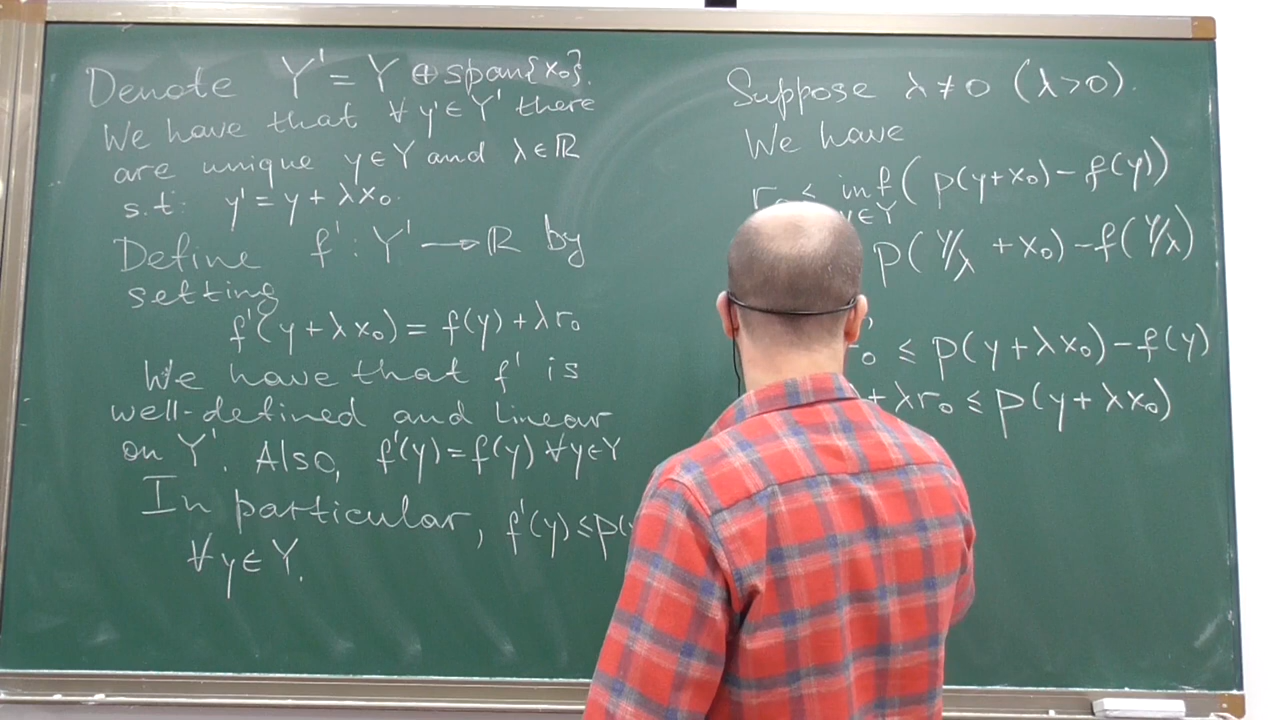 Denote Y' = Y ⊕ span{x₀}.
We have that ∀ y' ∈ Y' there
are unique y ∈ Y and λ ∈ ℝ
s.t. y' = y + λx₀.
Define f' : Y' → ℝ by
setting
f'(y + λx₀) = f(y) + λr₀
We have that f' is
well-defined and linear
on Y'. Also, f'(y) = f(y) ∀y∈Y
In particular, f'(y) ≤ p(
∀y ∈ Y.
Suppose λ ≠ 0 (λ > 0).
We have
r₀ ≤ inf ( p(y + x₀) − f(y))
y∈Y
p(y/λ + x₀) − f(y/λ)
r₀ ≤ p(y + λx₀) − f(y)
+ λr₀ ≤ p(y + λx₀)